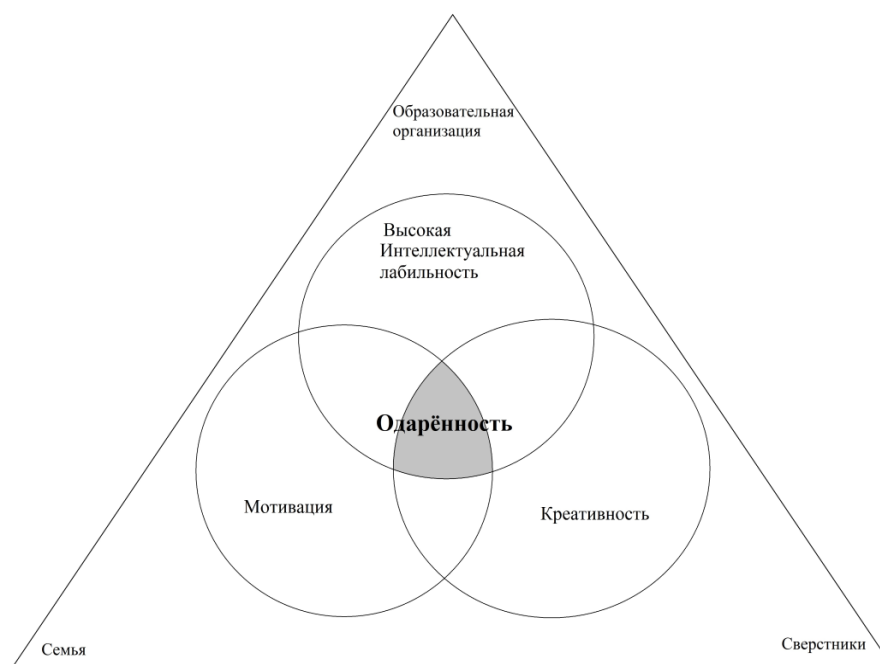 Образовательная
организация
Высокая
Интеллектуальная
лабильность
Одарённость
Мотивация
Креативность
Семья
Сверстники